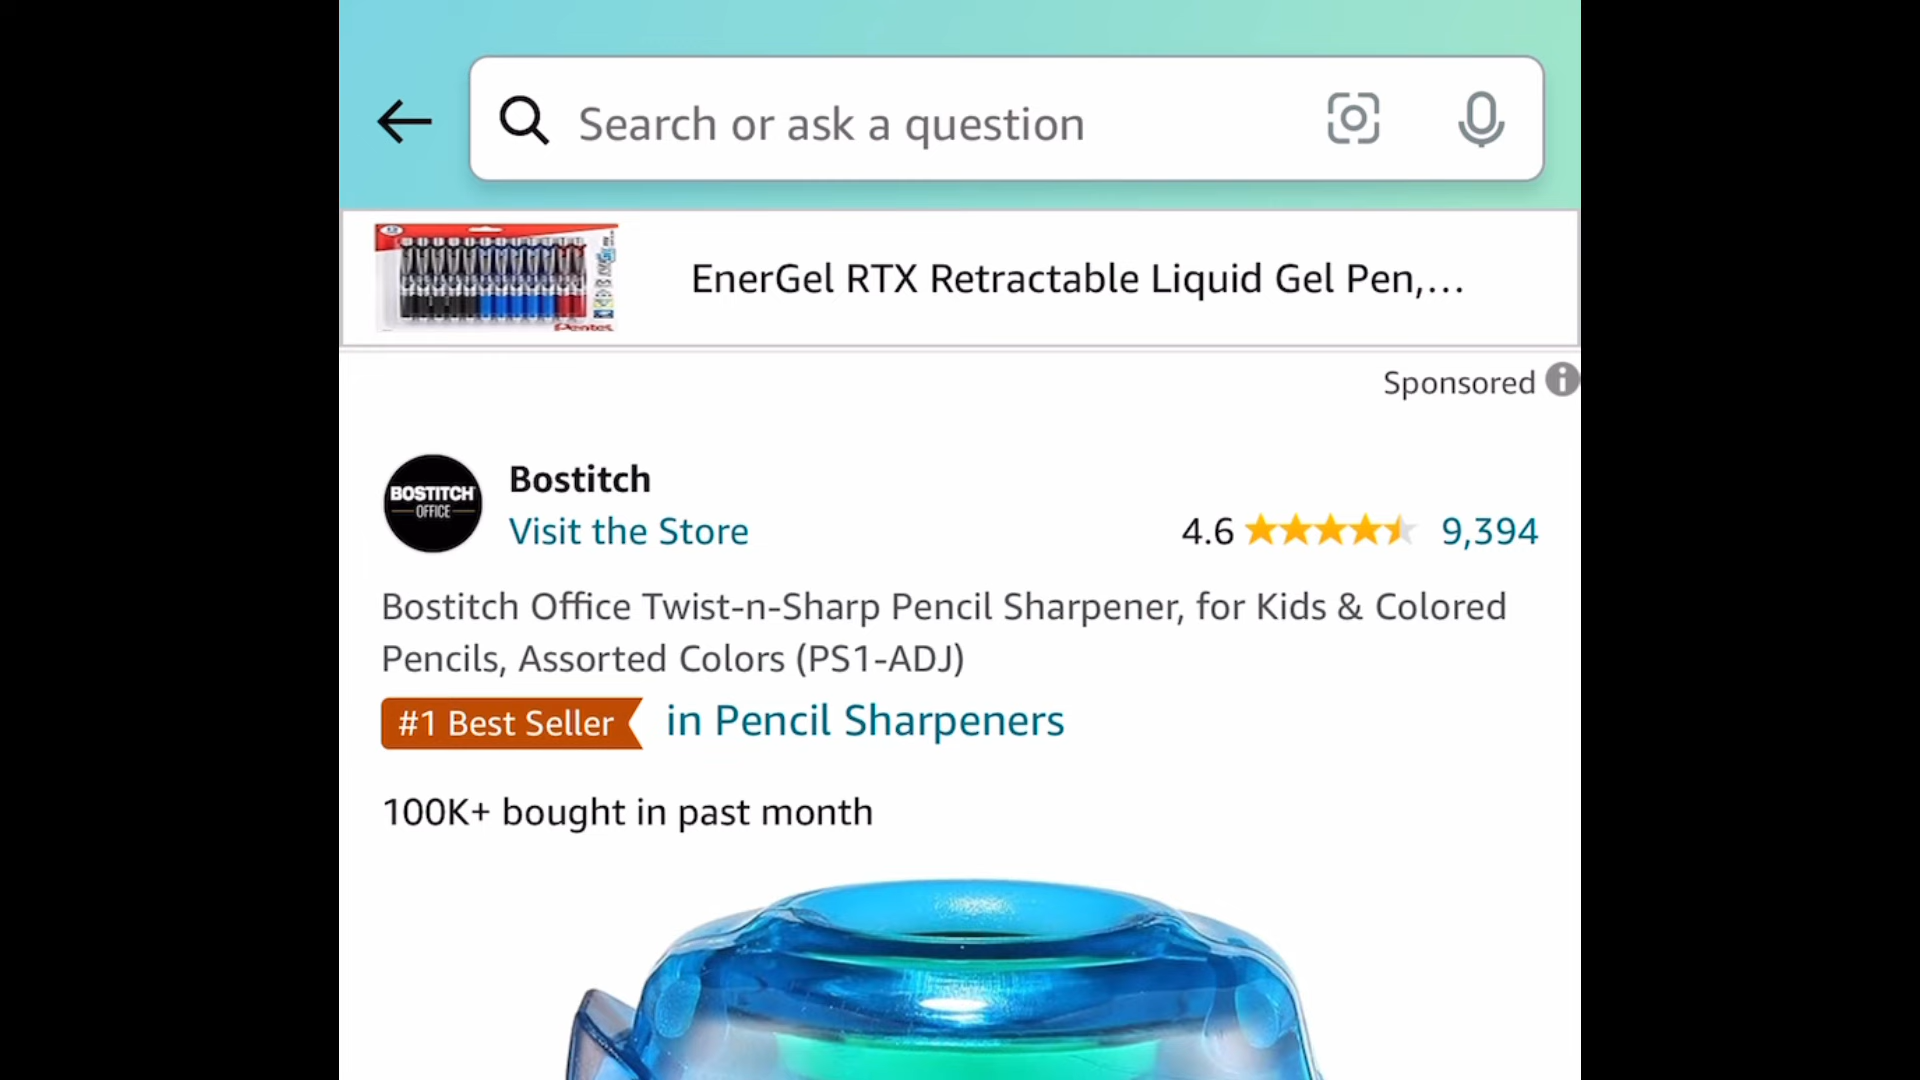 Search or ask a question
Pentel
EnerGel RTX Retractable Liquid Gel Pen,...
Sponsored
BOSTITCH
OFFICE
Bostitch
Visit the Store
4.6
9,394
Bostitch Office Twist-n-Sharp Pencil Sharpener, for Kids & Colored
Pencils, Assorted Colors (PS1-ADJ)
#1 Best Seller in Pencil Sharpeners
100K+ bought in past month